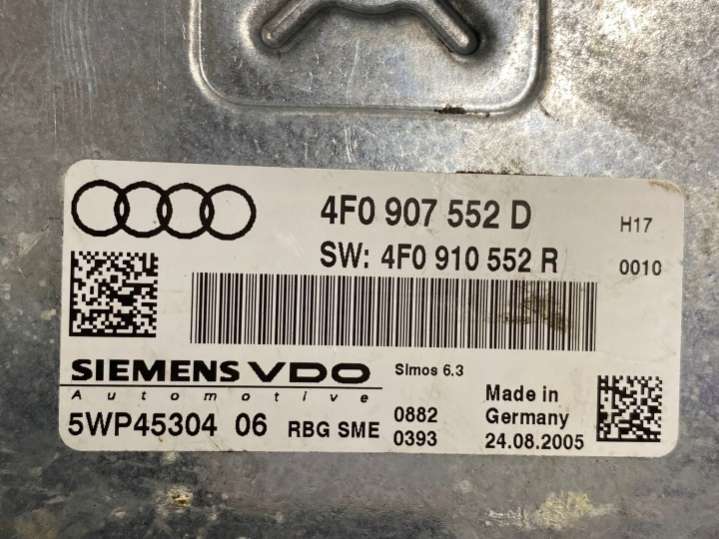 4F0 907 552 D
H17
SW: 4F0 910 552 R
0010
SIEMENS VDO
Automotive
Simos 6.3
5WP45304 06 RBG SME
0882
0393
Made in
Germany
24.08.2005